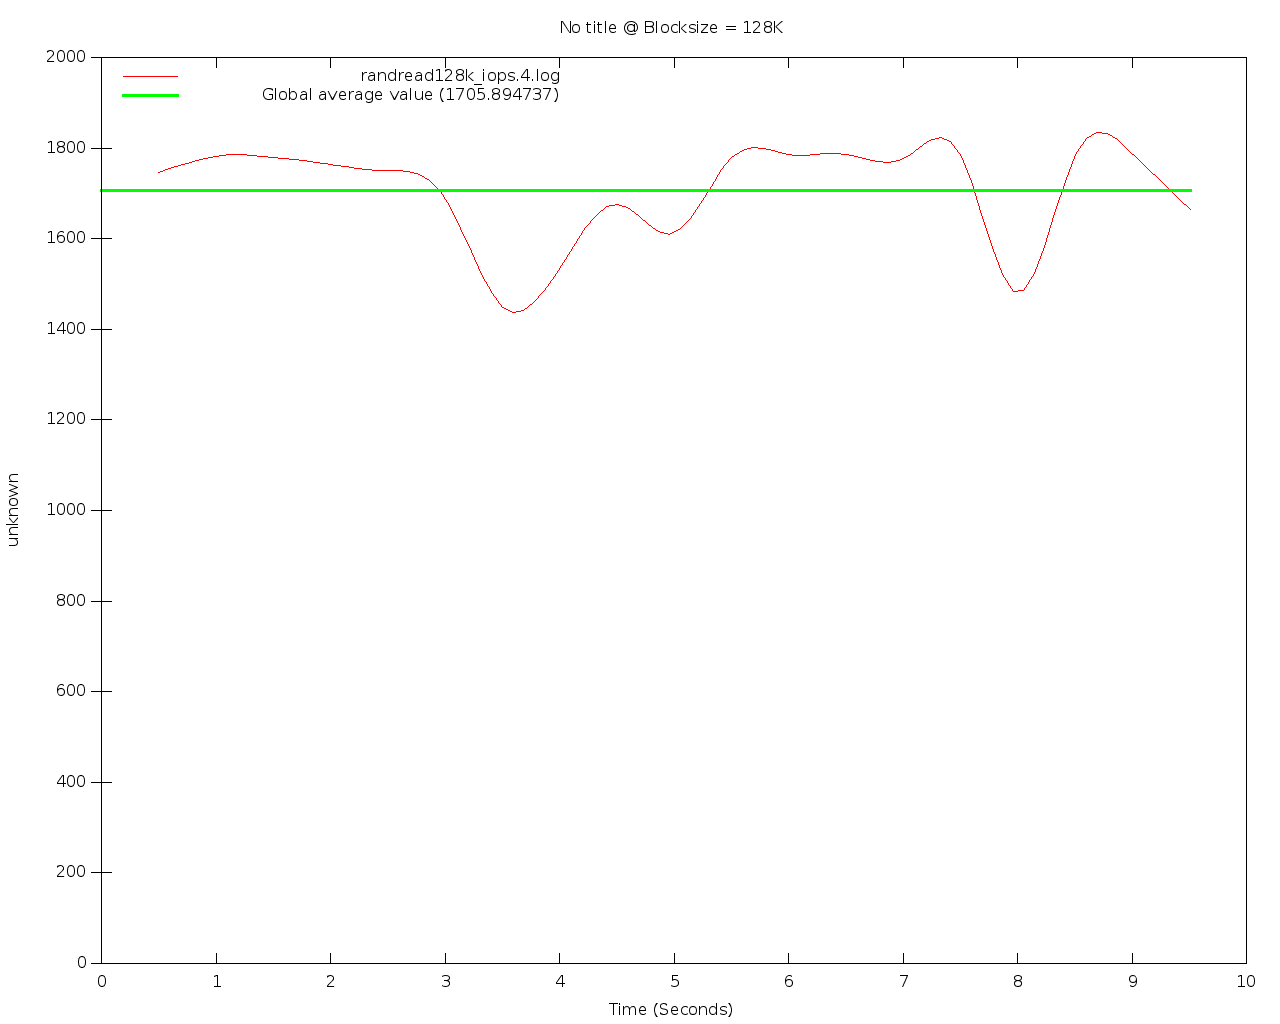 No title @ Blocksize = 128K
randread128k_iops.4.log
Global average value (1705.894737)
2000
1800
1600
1400
1200
1000
800
600
400
200
0
unknown
0 1 2 3 4 5 6 7 8 9 10
Time (Seconds)